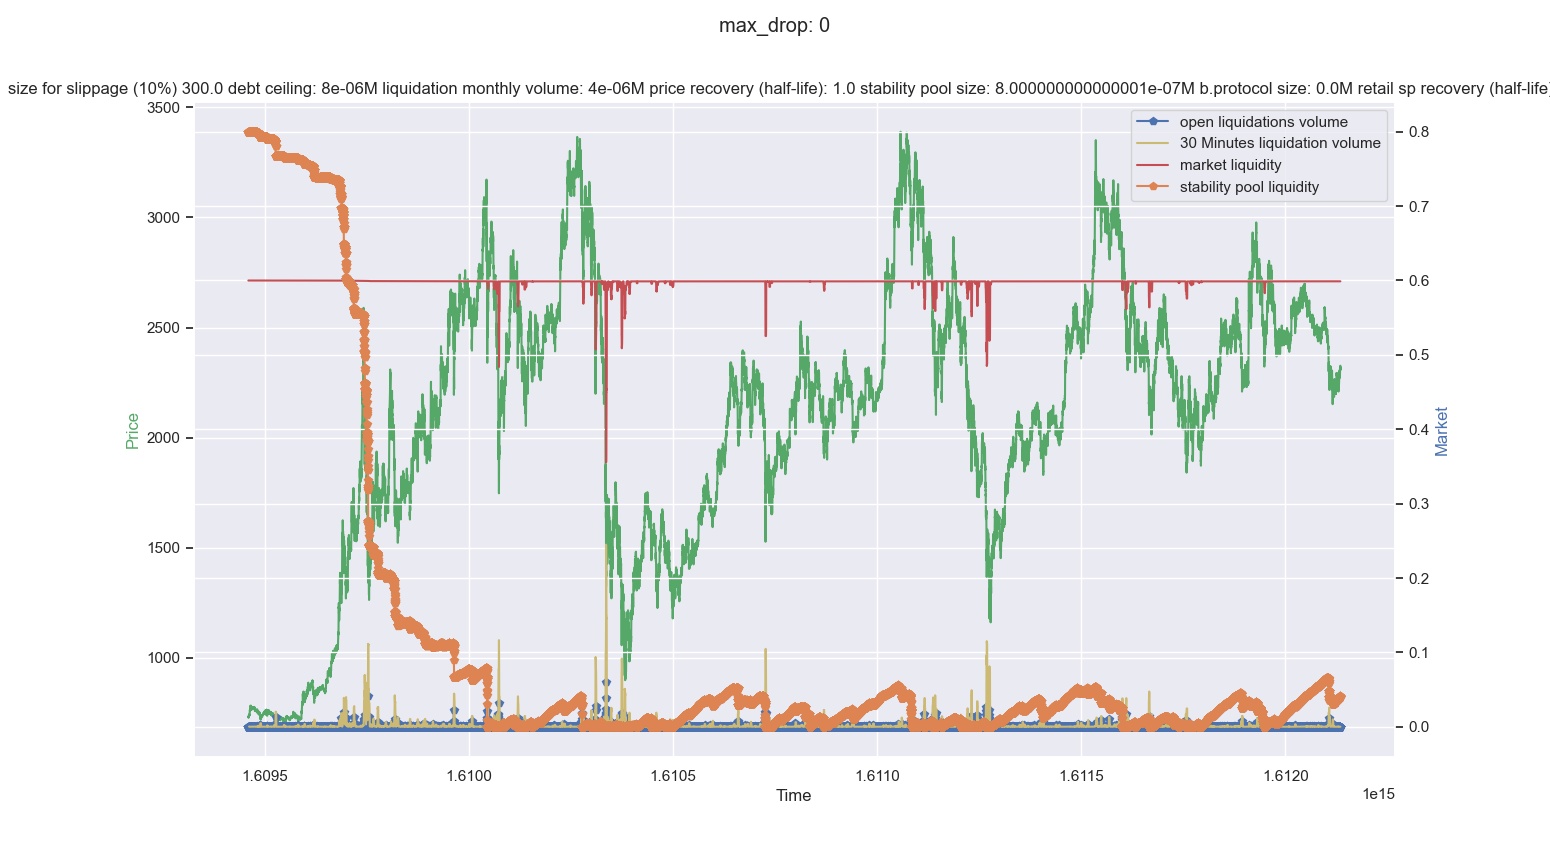 max_drop: 0
size for slippage (10%) 300.0 debt ceiling: 8e-06M liquidation monthly volume: 4e-06M price recovery (half-life): 1.0 stability pool size: 8.000000000000001e-07M b.protocol size: 0.0M retail sp recovery (half-life)
open liquidations volume
30 Minutes liquidation volume
market liquidity
stability pool liquidity
3500
3000
2500
2000
1500
1000
Price
0.8
0.7
0.6
0.5
0.4
0.3
0.2
0.1
0.0
Market
1.6095
1.6100
1.6105
1.6110
1.6115
1.6120
1e15
Time